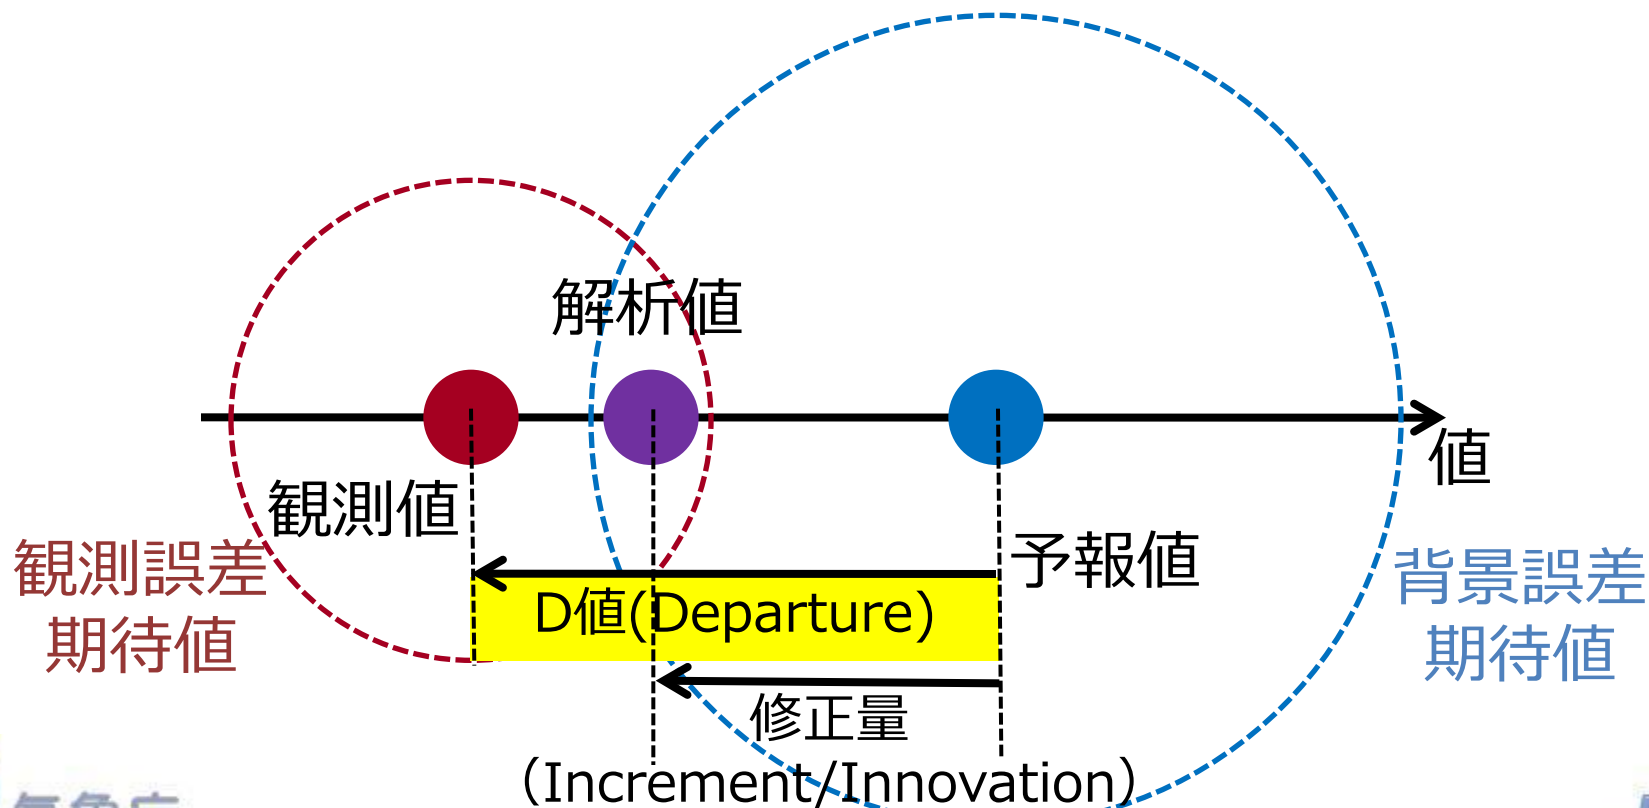 解析値
値
観測値
予報値
観測誤差
期待値
背景誤差
期待値
D値(Departure)
修正量
（Increment/Innovation）